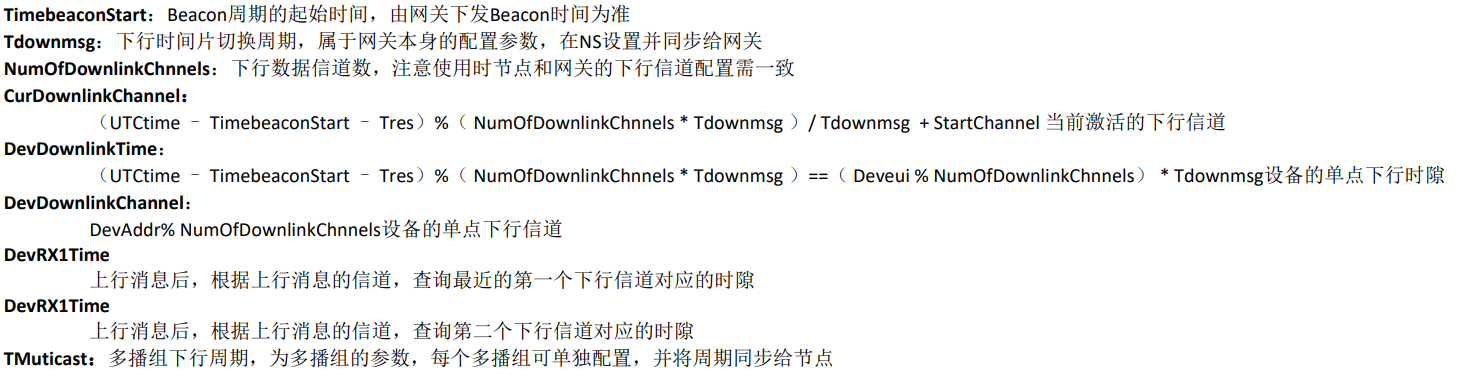 TimebeaconStart：Beacon周期的起始时间，由网关下发Beacon时间为准
Tdownmsg：下行时间片切换周期，属于网关本身的配置参数，在NS设置并同步给网关
NumOfDownlinkChnnels：下行数据信道数，注意使用时节点和网关的下行信道配置需一致
CurDownlinkChannel：
（UTCtime – TimebeaconStart – Tres）%（ NumOfDownlinkChnnels * Tdownmsg ）/ Tdownmsg + StartChannel 当前激活的下行信道
DevDownlinkTime：
（UTCtime – TimebeaconStart – Tres）%（ NumOfDownlinkChnnels * Tdownmsg ）==（ Deveui % NumOfDownlinkChnnels） * Tdownmsg设备的单点下行时隙
DevDownlinkChannel：
DevAddr% NumOfDownlinkChnnels设备的单点下行信道
DevRX1Time
上行消息后，根据上行消息的信道，查询最近的第一个下行信道对应的时隙
DevRX1Time
上行消息后，根据上行消息的信道，查询第二个下行信道对应的时隙
TMuticast：多播组下行周期，为多播组的参数，每个多播组可单独配置，并将周期同步给节点